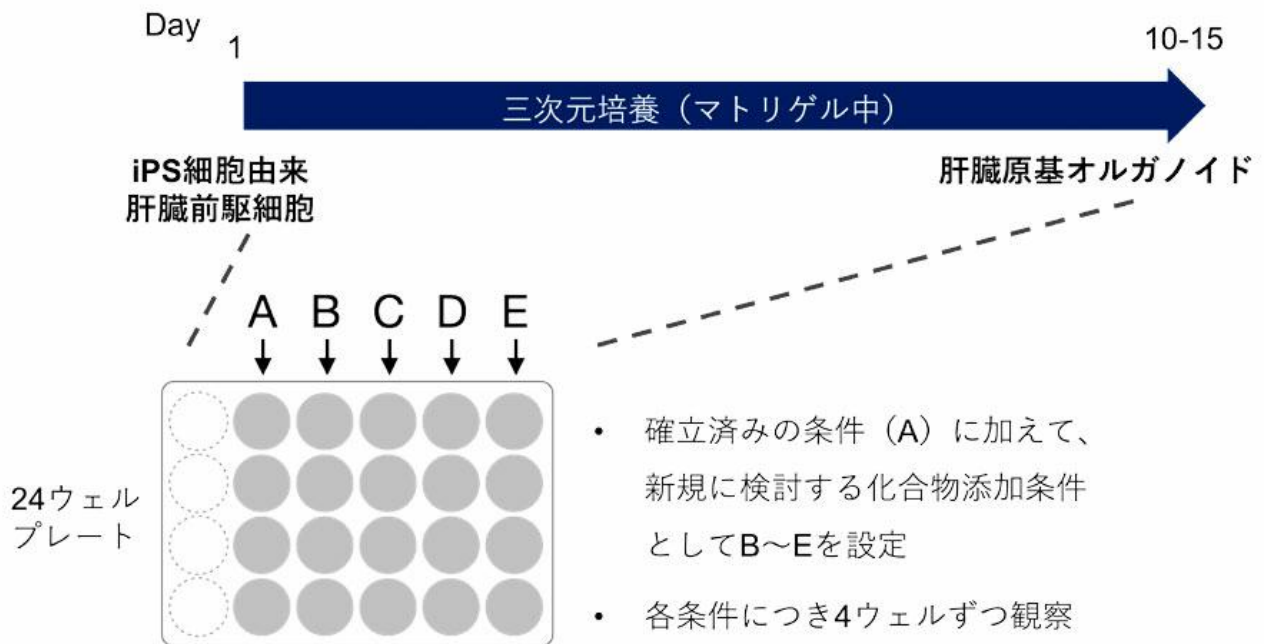 Day
1
10-15
三次元培養（マトリゲル中）
iPS細胞由来
肝臓前駆細胞
肝臓原基オルガノイド
A B C D E
24ウェル
プレート
• 確立済みの条件（A）に加えて、
新規に検討する化合物添加条件
としてB～Eを設定
• 各条件につき4ウェルずつ観察